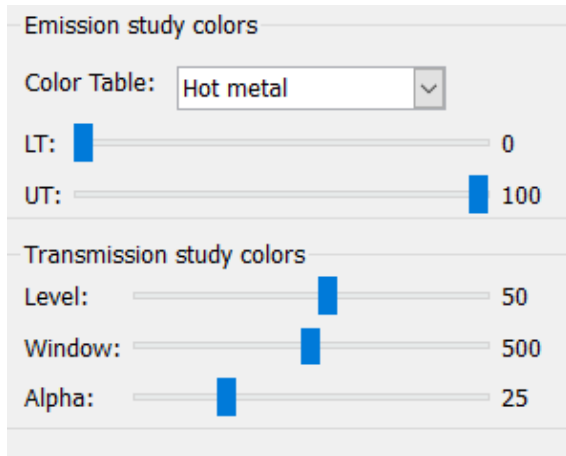 Emission study colors
Color Table: Hot metal
LT: 0
UT: 100
Transmission study colors
Level: 50
Window: 500
Alpha: 25